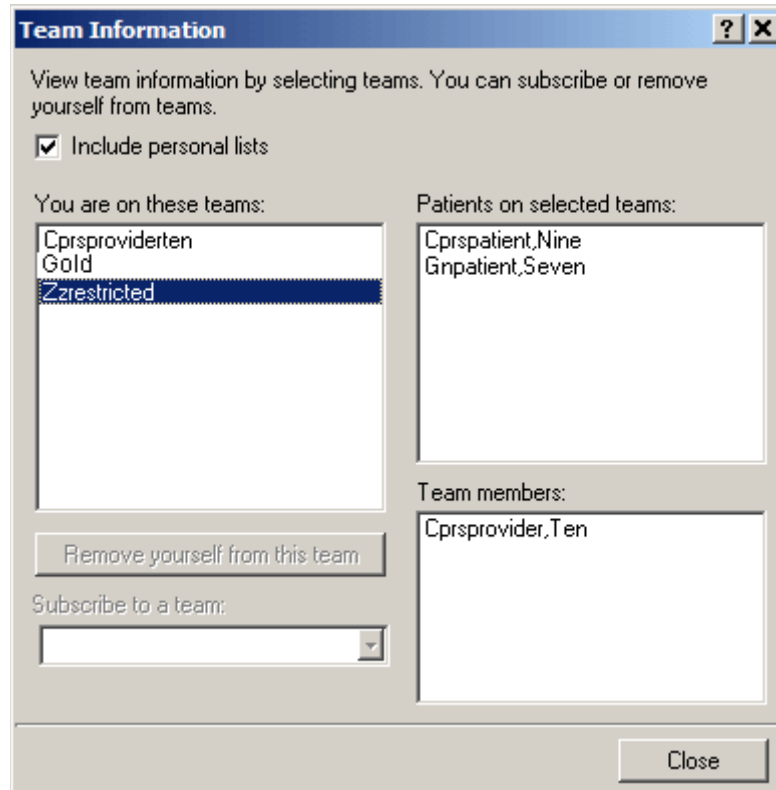 Team Information
View team information by selecting teams. You can subscribe or remove
yourself from teams.
Include personal lists
You are on these teams:
Cprsproviderten
Gold
Zzrestricted
Remove yourself from this team
Subscribe to a team:
Patients on selected teams:
Cprspatient,Nine
Gnpatient,Seven
Team members:
Cprsprovider,Ten
Close